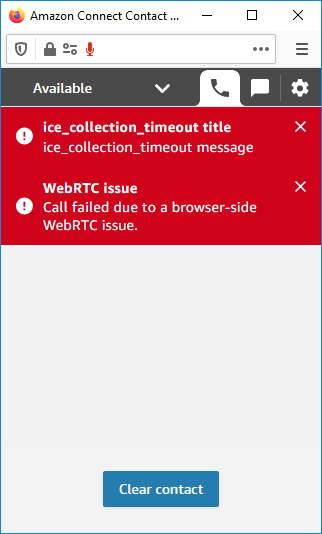 Amazon Connect Contact ...
Available
ice_collection_timeout title
ice_collection_timeout message
WebRTC issue
Call failed due to a browser-side
WebRTC issue.
Clear contact